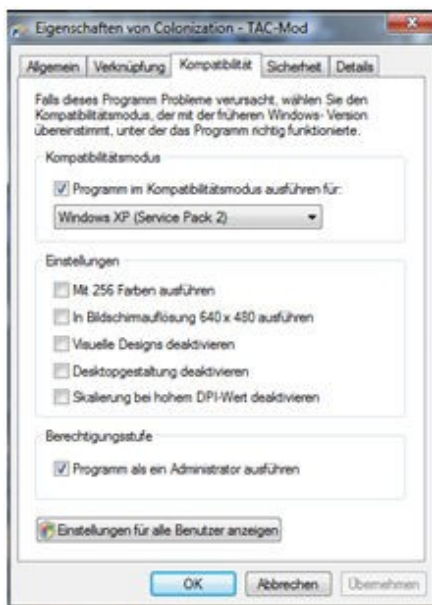 Eigenschaften von Colonization - TAC-Mod
Allgemein Verknüpfung Kompatibilität Sicherheit Details
Falls dieses Programm Probleme verursacht, wählen Sie den
Kompatibilitätsmodus, der mit der früheren Windows- Version
übereinstimmt, unter der das Programm richtig funktionierte.
Kompatibilitätsmodus
Programm im Kompatibilitätsmodus ausführen für:
Windows XP (Service Pack 2)
Einstellungen
Mit 256 Farben ausführen
In Bildschirmauflösung 640 x 480 ausführen
Visuelle Designs deaktivieren
Desktopgestaltung deaktivieren
Skalierung bei hohem DPI-Wert deaktivieren
Berechtigungsstufe
Programm als ein Administrator ausführen
Einstellungen für alle Benutzer anzeigen
OK Abbrechen Übernehmen